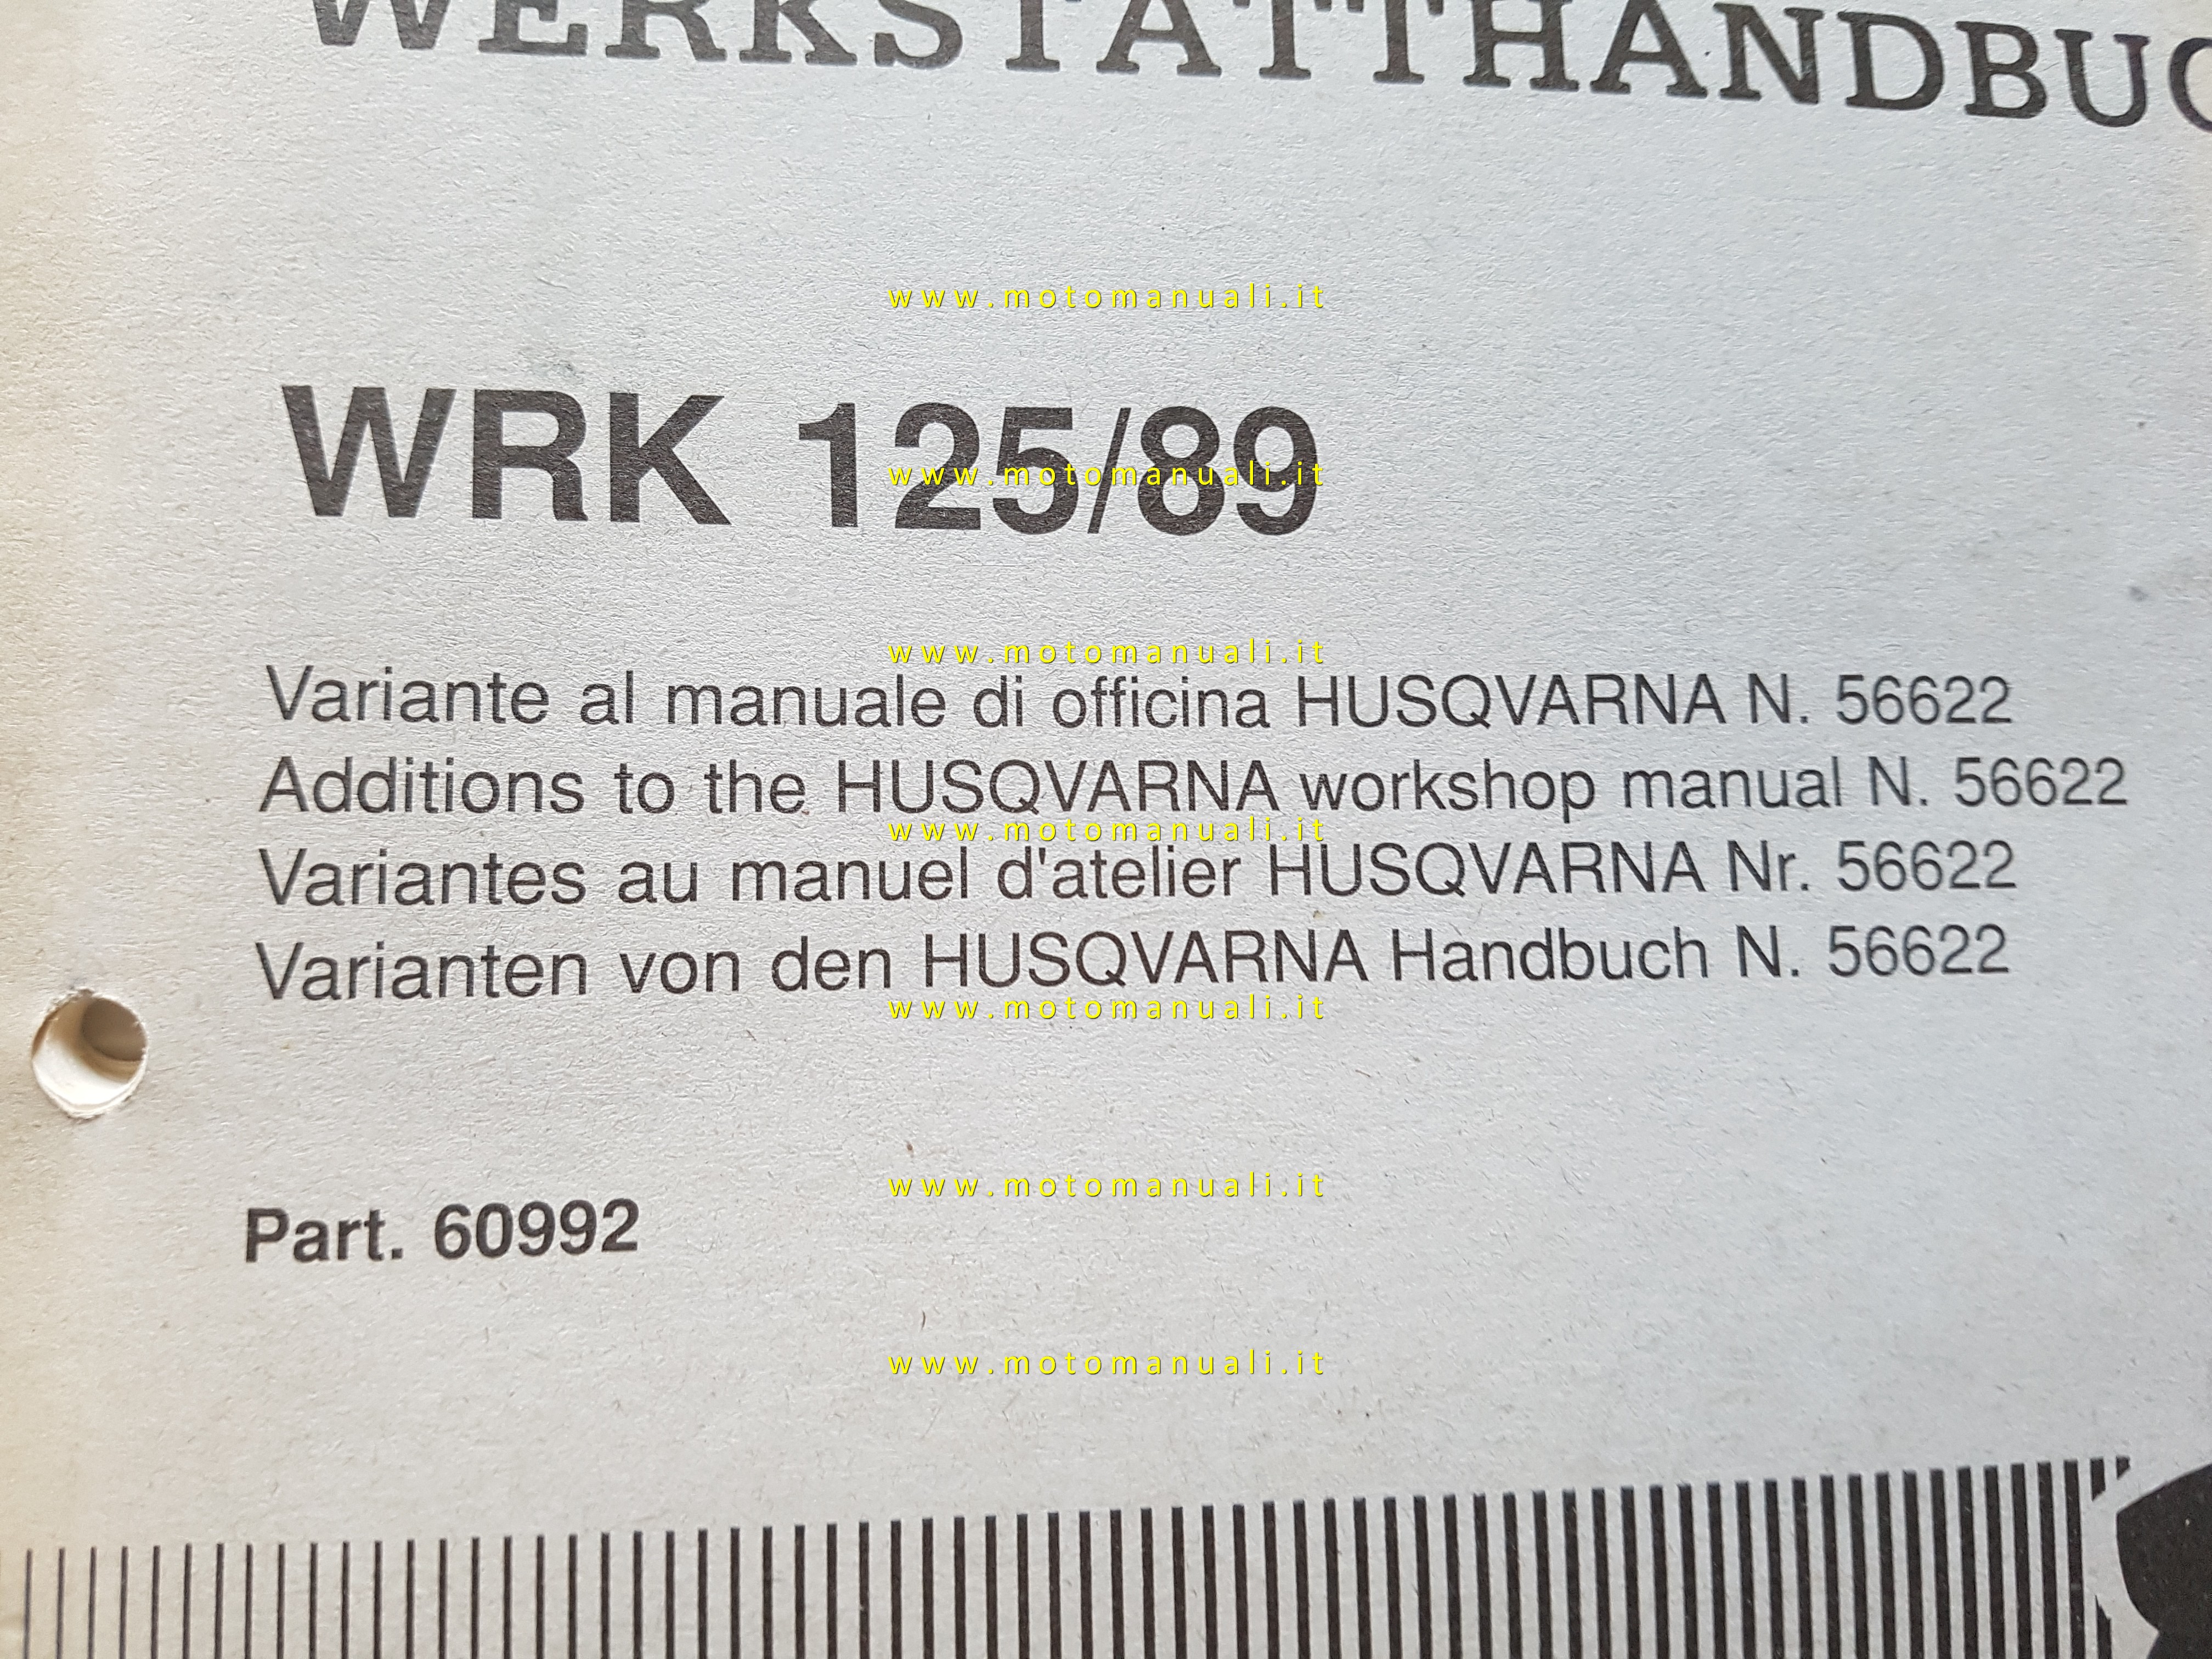 WERKSTATTHANDBUC
www.motomanuali.it
WRK 125/89
www.motomanuali.it
www.motomanuali.it
Variante al manuale di officina HUSQVARNA N. 56622
Additions to the HUSQVARNA workshop manual N. 56622
www.motomanuali.it
Variantes au manuel d'atelier HUSQVARNA Nr. 56622
Varianten von den HUSQVARNA Handbuch N. 56622
www.motomanuali.it
www.motomanuali.it
Part. 60992
www.motomanuali.it